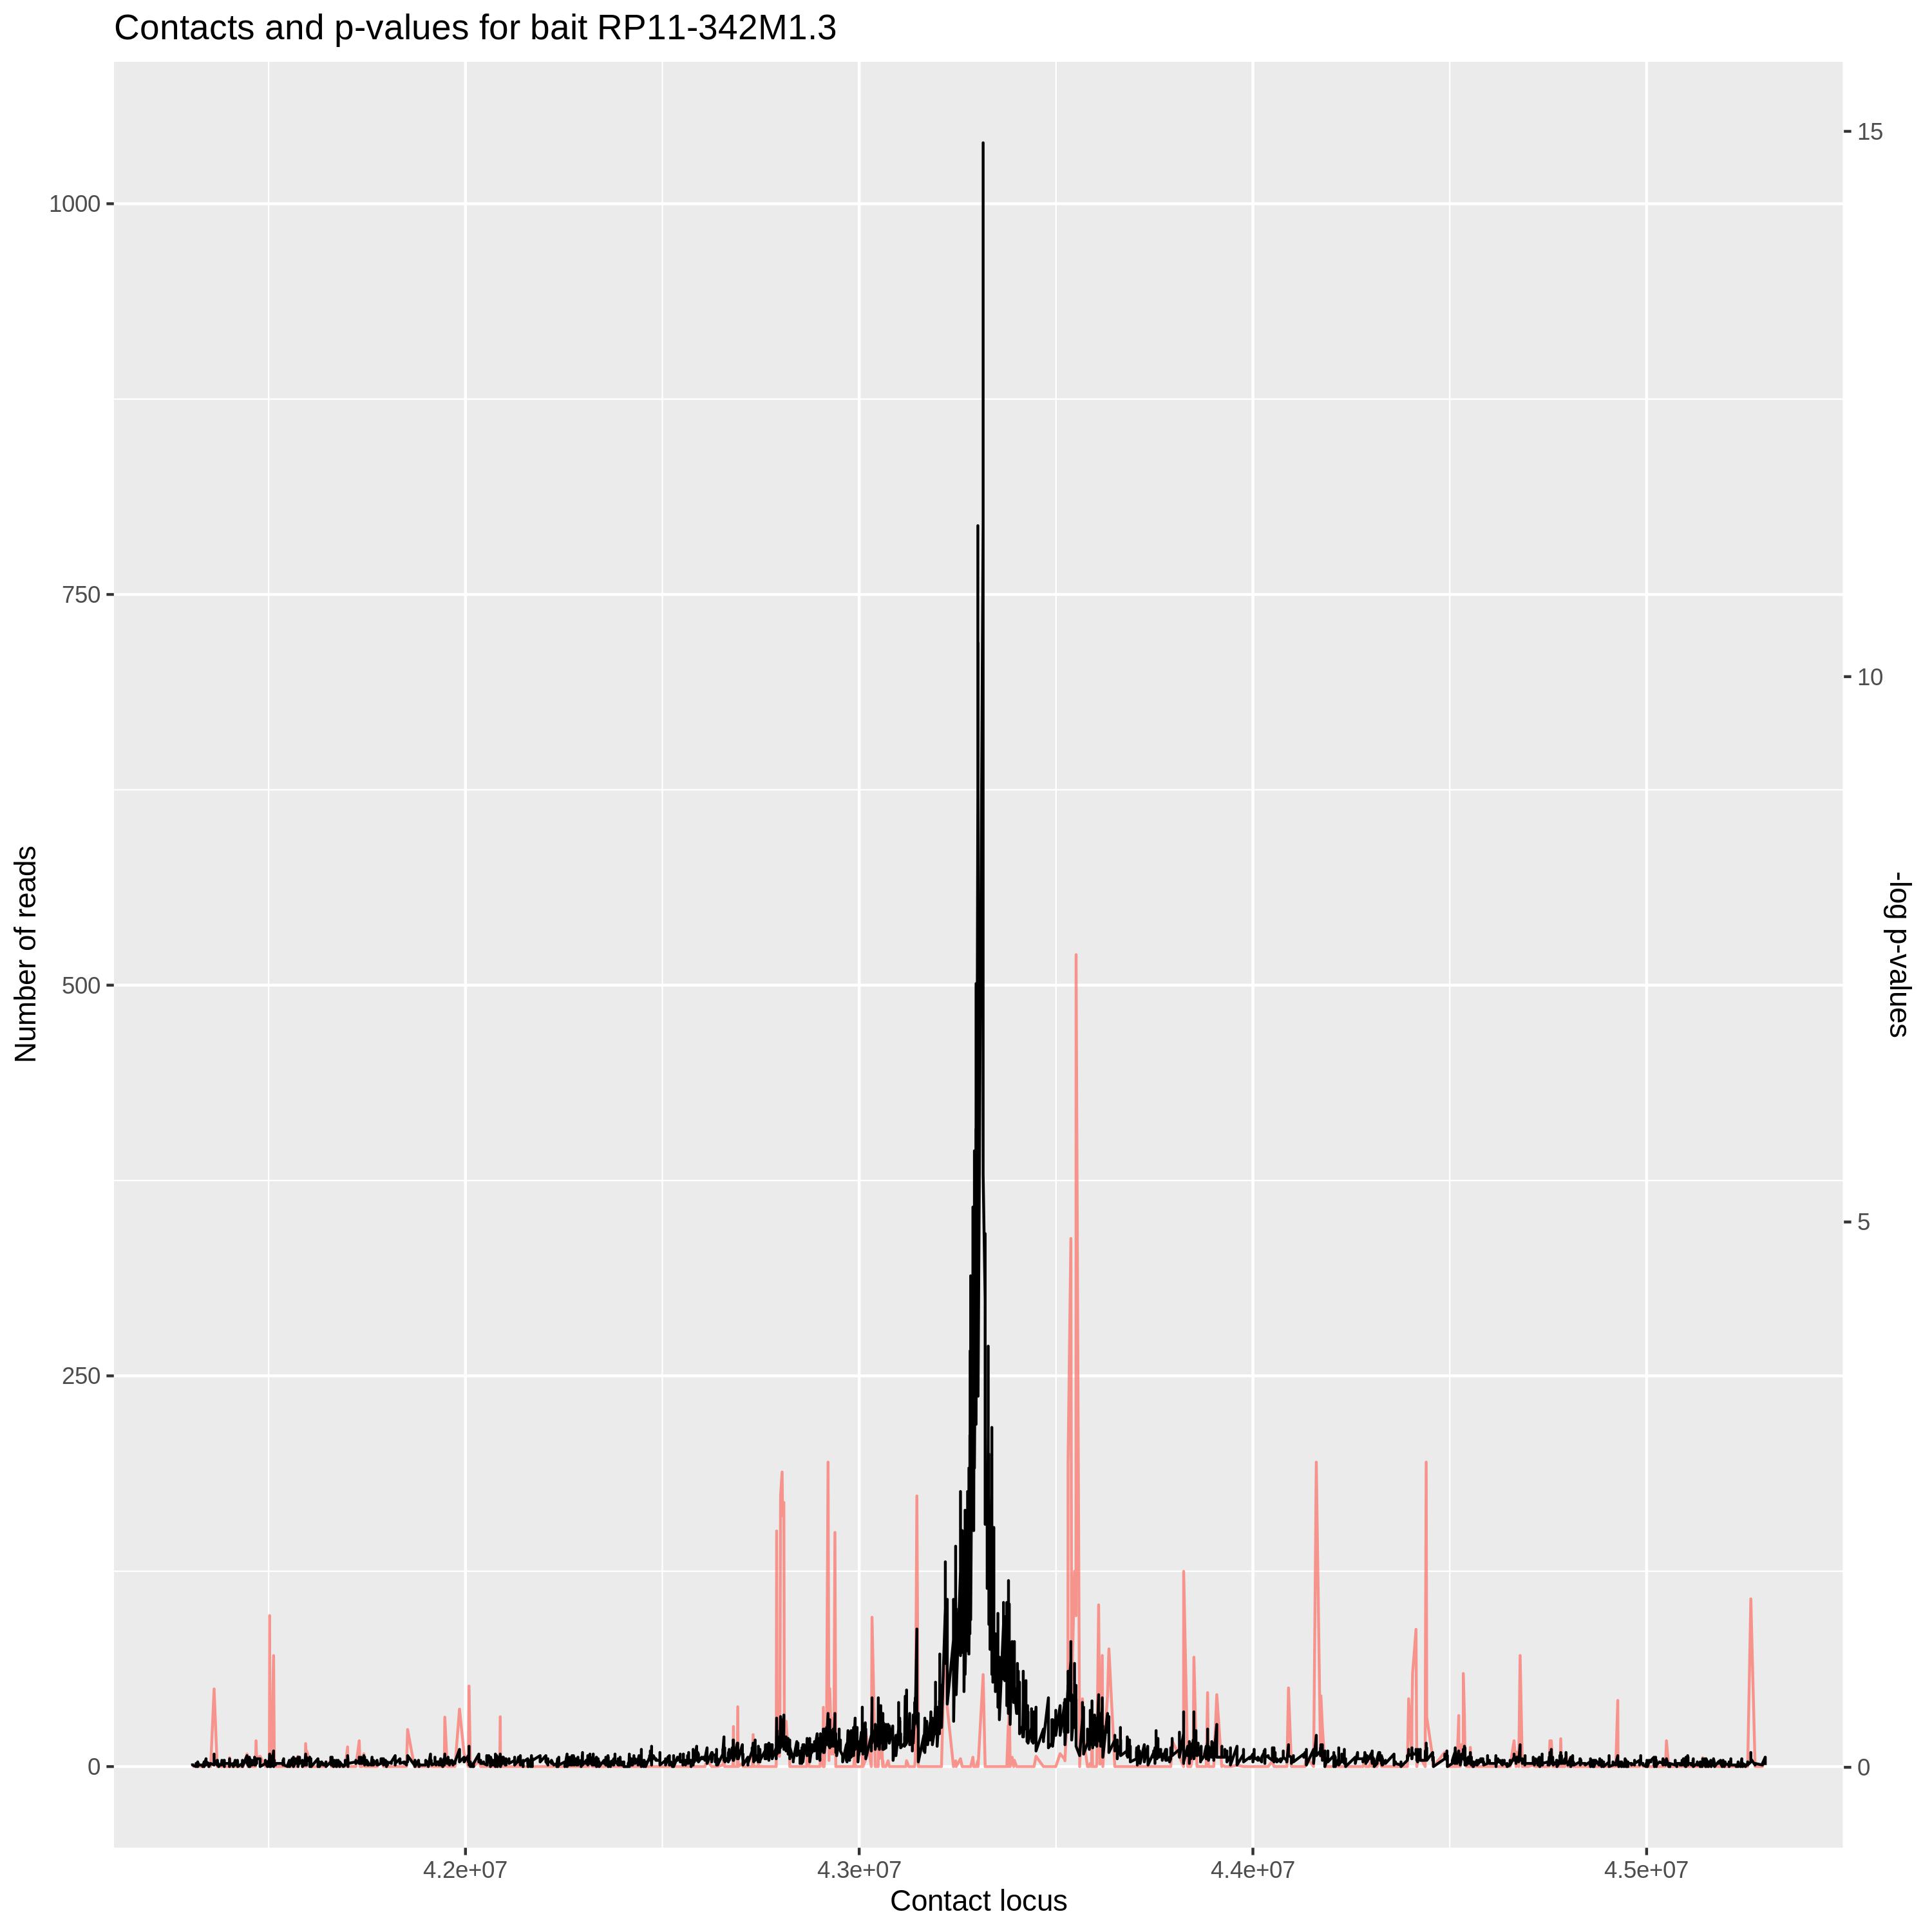 Contacts and p-values for bait RP11-342M1.3
1000
750
500
250
0
Number of reads
15
10
5
0
-log p-values
4.2e+07
4.3e+07
4.4e+07
4.5e+07
Contact locus